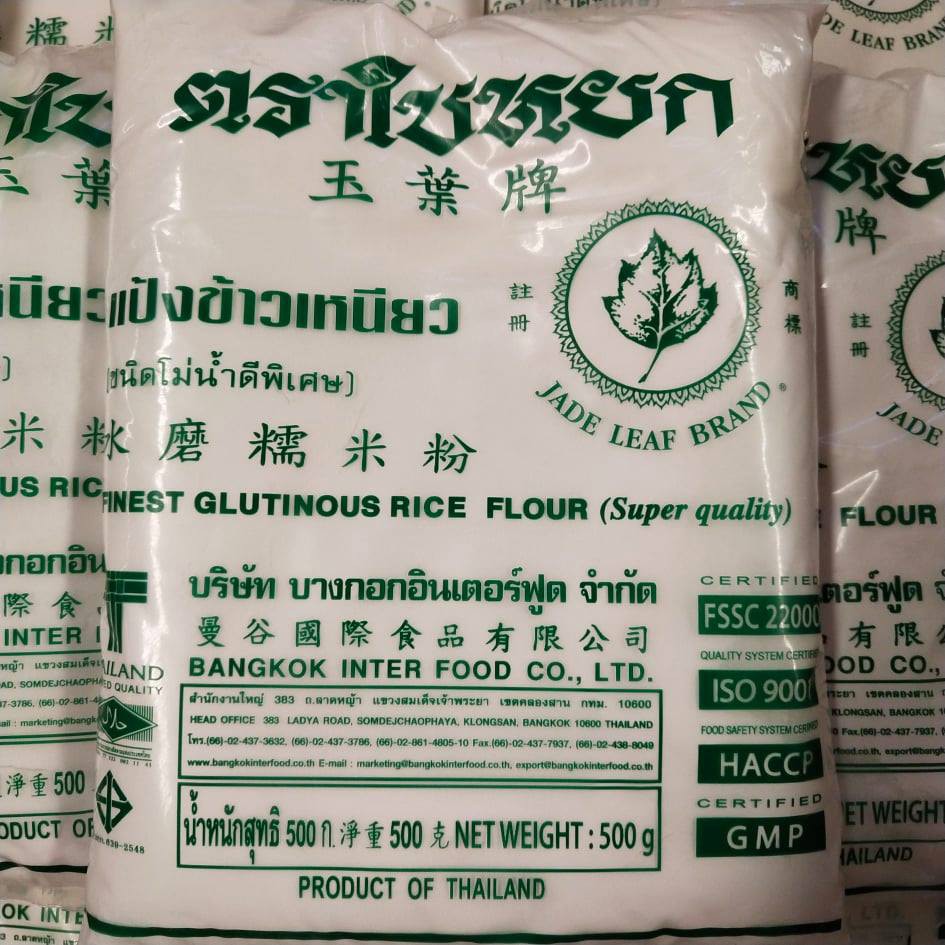 ตราใบหยก
玉葉牌
註冊
商標
JADE LEAF BRAND ®
แป้งข้าวเหนียว
(ชนิดโม่น้ำดีพิเศษ)
水磨糯米粉
FINEST GLUTINOUS RICE FLOUR (Super quality)
บริษัท บางกอกอินเตอร์ฟูด จำกัด
曼谷國際食品有限公司
BANGKOK INTER FOOD CO., LTD.
สำนักงานใหญ่ 383 ถ.ลาดหญ้า แขวงสมเด็จเจ้าพระยา เขตคลองสาน กทม. 10600
HEAD OFFICE 383 LADYA ROAD, SOMDEJCHAOPHAYA, KLONGSAN, BANGKOK 10600 THAILAND
โทร.(66)-02-437-3632, (66)-02-437-3786, (66)-02-861-4805-10 Fax.(66)-02-437-7937, (66)-02-438-8049
www.bangkokinterfood.co.th E-mail : marketing@bangkokinterfood.co.th, export@bangkokinterfood.co.th
น้ำหนักสุทธิ 500 ก. 淨重 500 克 NET WEIGHT : 500 g
PRODUCT OF THAILAND
CERTIFIED
FSSC 22000
QUALITY SYSTEM CERTIFIED
ISO 9001
FOOD SAFETY SYSTEM CERTIFIED
HACCP
CERTIFIED
GMP